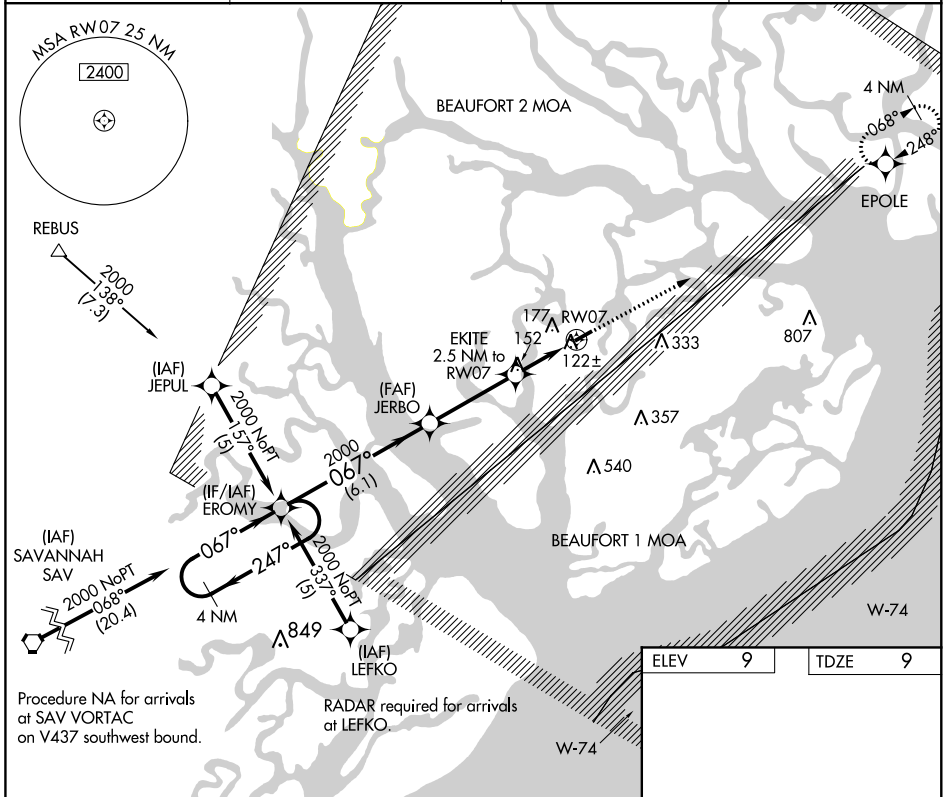 MSA RW07 25 NM
2400
BEAUFORT 2 MOA
4 NM
068°
248°
EPOLE
REBUS
2000
138°
(7.3)
177
RW07
152
122±
EKITE
2.5 NM to
RW07
333
807
(IAF)
JEPUL
(FAF)
JERBO
2000 NoPT
157°
(5)
357
2000
067°
(6.1)
540
(IF/IAF)
EROMY
067°
247°
BEAUFORT 1 MOA
(IAF)
SAVANNAH
SAV
2000 NoPT
068°
(20.4)
2000 NoPT
337°
(5)
4 NM
W-74
849
(IAF)
LEFKO
ELEV 9
TDZE 9
Procedure NA for arrivals
at SAV VORTAC
on V437 southwest bound.
RADAR required for arrivals
at LEFKO.
W-74